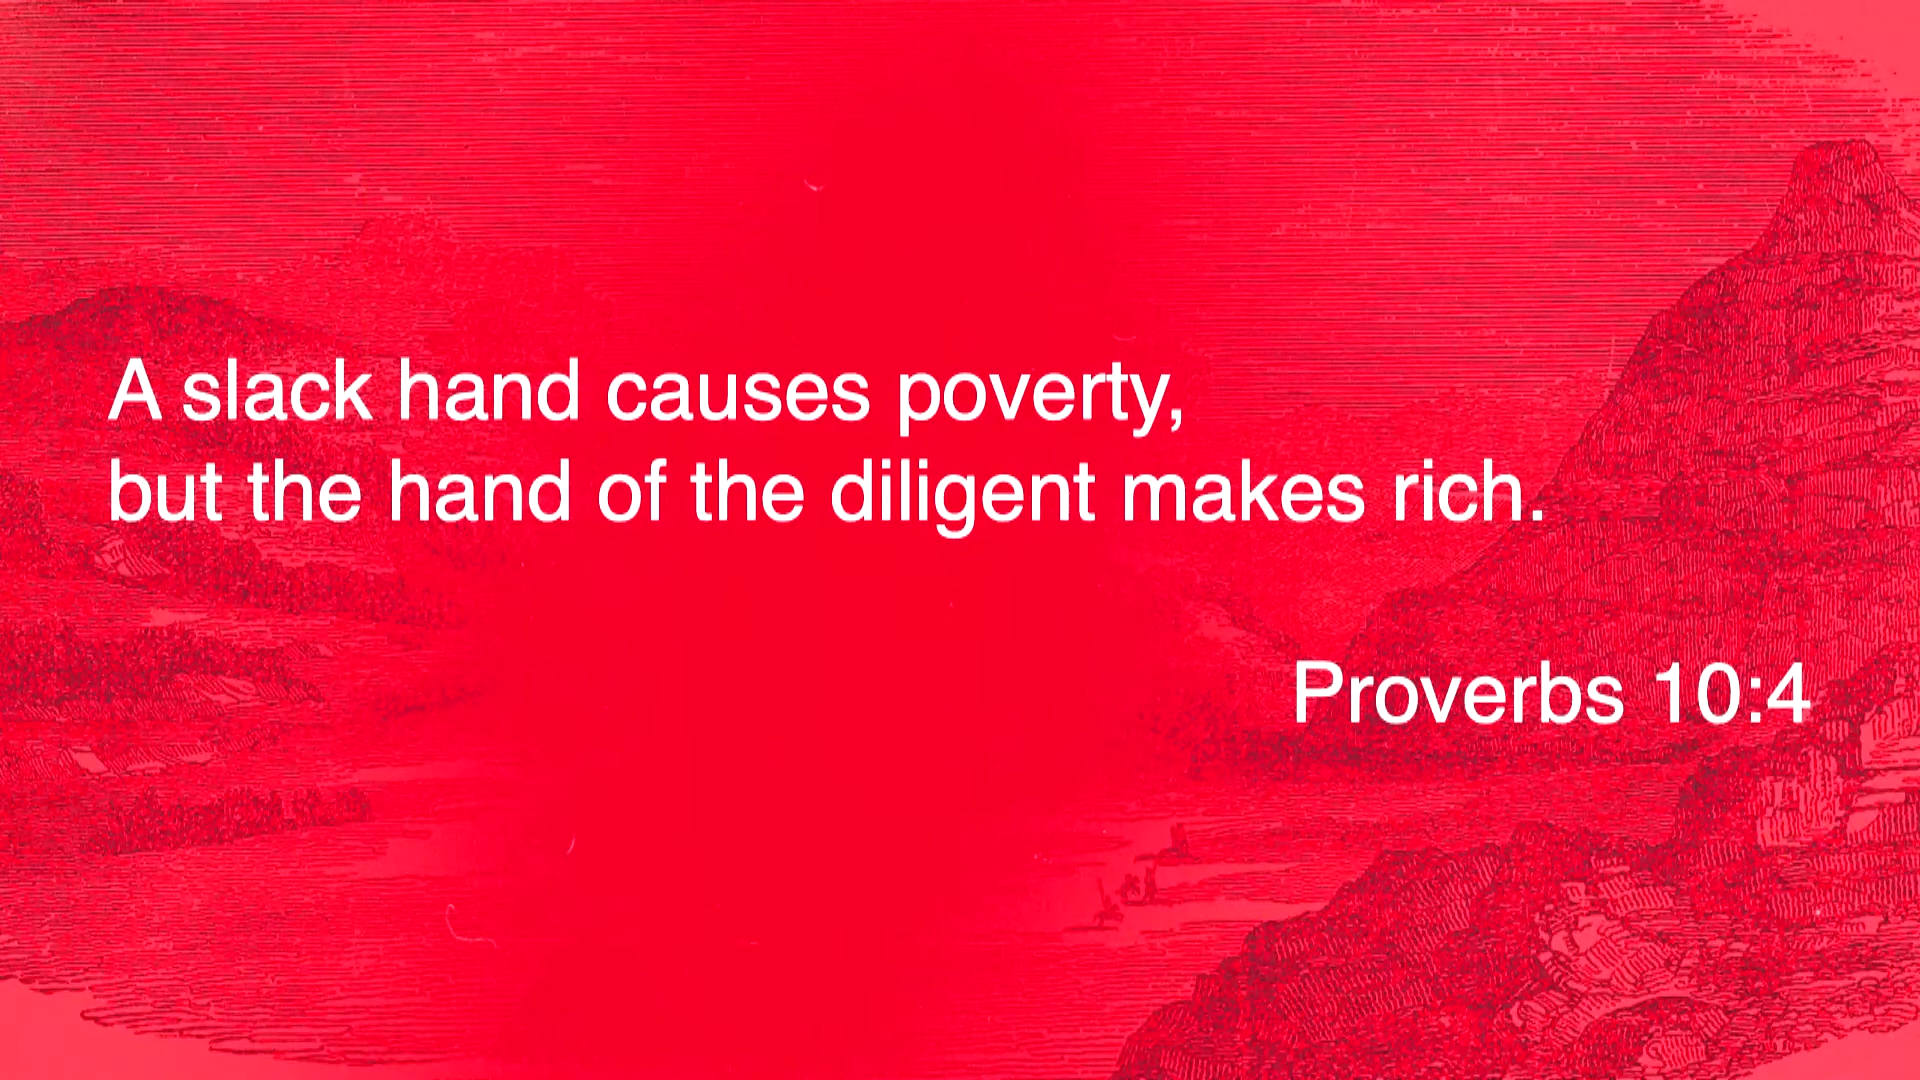 A slack hand causes poverty,
but the hand of the diligent makes rich.
Proverbs 10:4